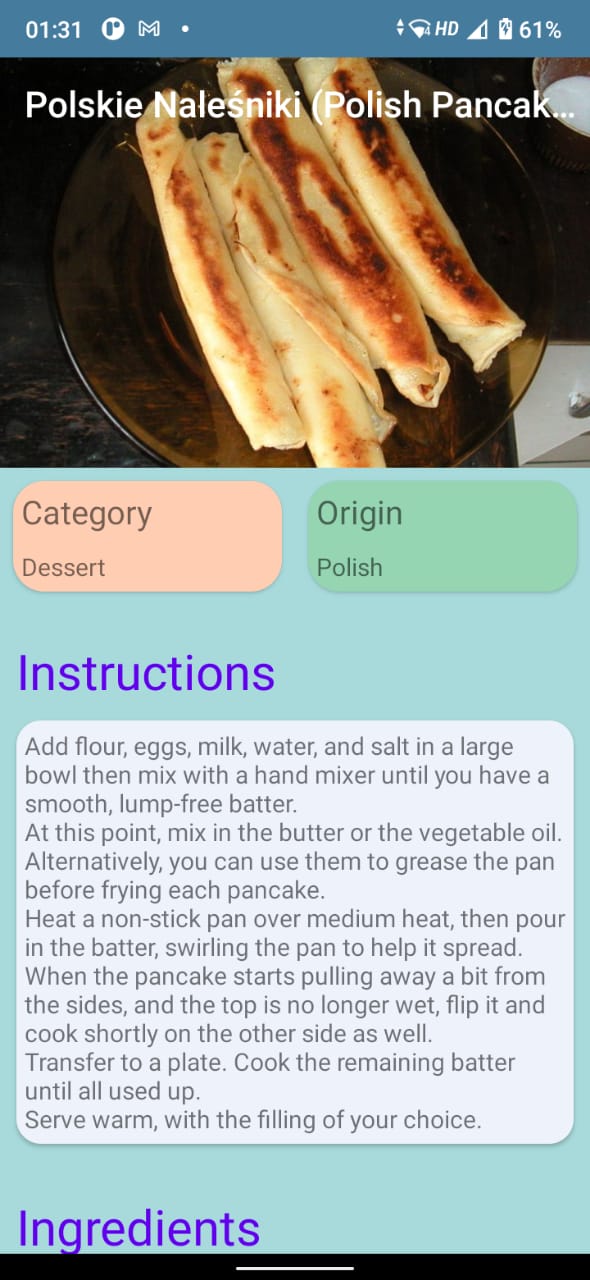 01:31
4 HD
61%
Polskie Naleśniki (Polish Pancak...
Category
Dessert
Origin
Polish
Instructions
Add flour, eggs, milk, water, and salt in a large
bowl then mix with a hand mixer until you have a
smooth, lump-free batter.
At this point, mix in the butter or the vegetable oil.
Alternatively, you can use them to grease the pan
before frying each pancake.
Heat a non-stick pan over medium heat, then pour
in the batter, swirling the pan to help it spread.
When the pancake starts pulling away a bit from
the sides, and the top is no longer wet, flip it and
cook shortly on the other side as well.
Transfer to a plate. Cook the remaining batter
until all used up.
Serve warm, with the filling of your choice.
Ingredients